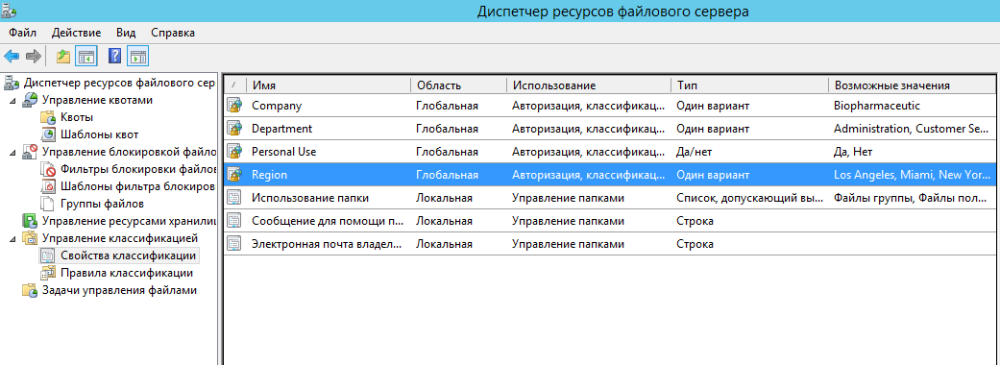 Диспетчер ресурсов файлового сервера
Файл Действие Вид Справка
Диспетчер ресурсов файлового сер
Управление квотами
Квоты
Шаблоны квот
Управление блокировкой файло
Фильтры блокировки файлов
Шаблоны фильтра блокиров
Группы файлов
Управление ресурсами хранилищ
Управление классификацией
Свойства классификации
Правила классификации
Задачи управления файлами
Имя Область Использование Тип Возможные значения
Company Глобальная Авторизация, классификац... Один вариант Biopharmaceutic
Department Глобальная Авторизация, классификац... Один вариант Administration, Customer Se...
Personal Use Глобальная Авторизация, классификац... Да/нет Да, Нет
Region Глобальная Авторизация, классификац... Один вариант Los Angeles, Miami, New Yor...
Использование папки Локальная Управление папками Список, допускающий вы... Файлы группы, Файлы пол...
Сообщение для помощи п... Локальная Управление папками Строка
Электронная почта владел... Локальная Управление папками Строка